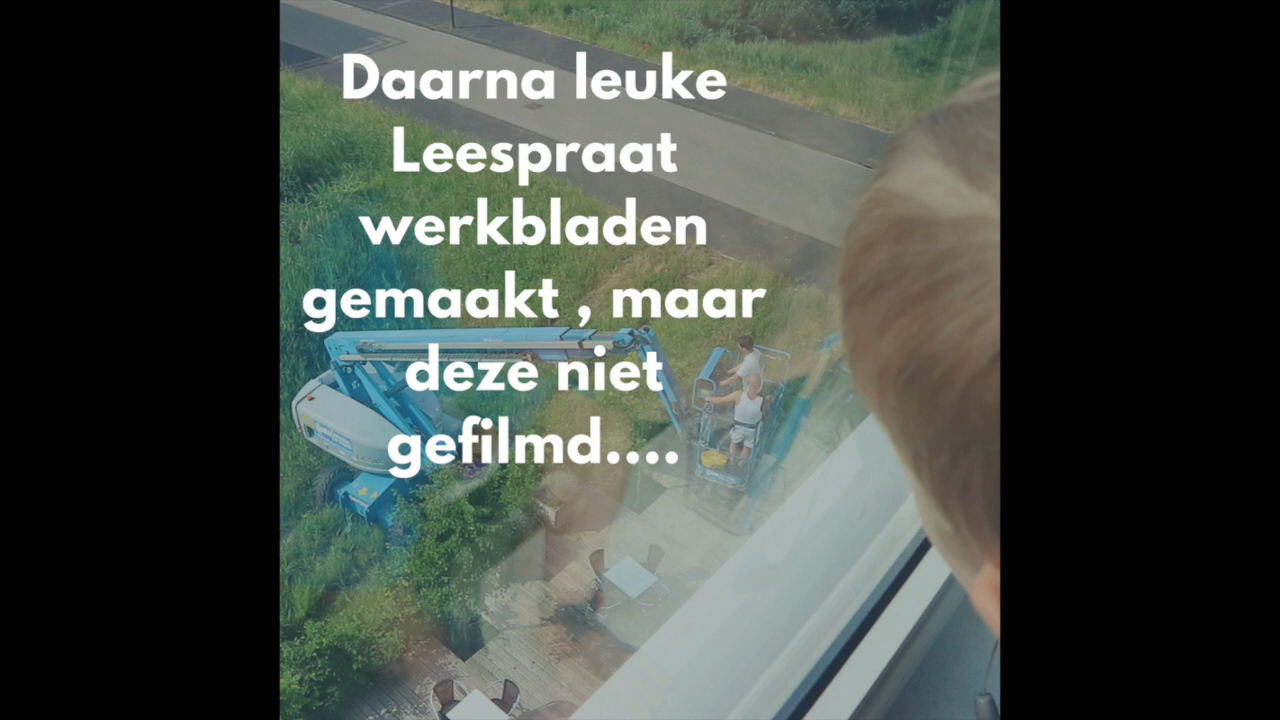 Daarna leuke
Leespraat
werkbladen
gemaakt , maar
deze niet
gefilmd....